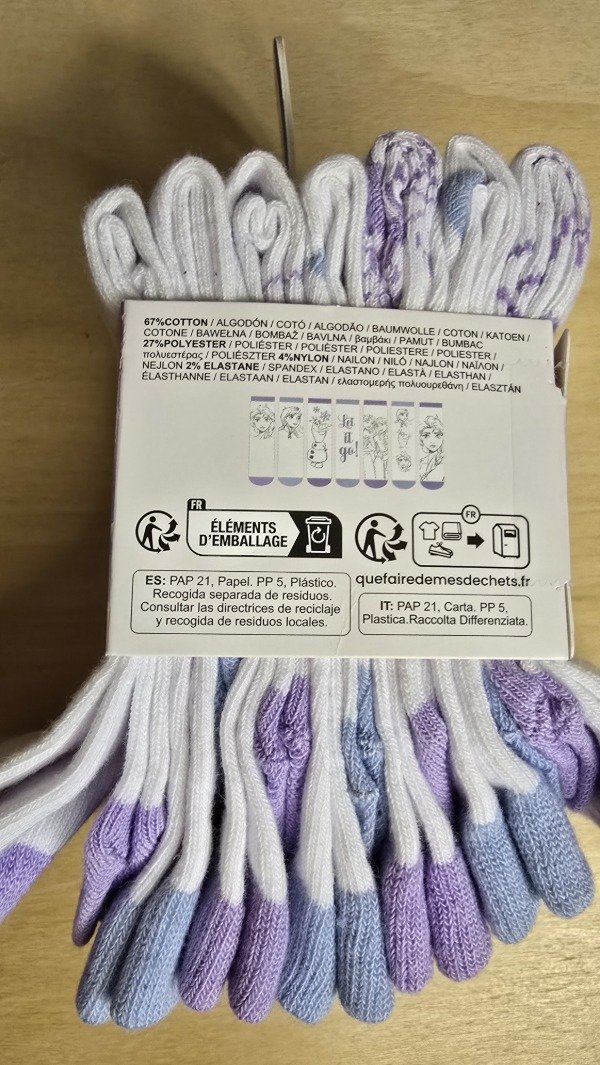 67%COTTON / ALGODÓN / COTÓ / ALGODÃO / BAUMWOLLE / COTON / KATOEN /
COTONE / BAWEŁNA / BOMBAŽ / BAVLNA / βαμβάκι / PAMUT / BUMBAC
27%POLYESTER / POLIÉSTER / POLIÈSTER / POLIESTERE / POLIESTER /
πολυεστέρας / POLIÉSZTER 4%NYLON / NAILON / NILÓ / NAJLON / NAÏLON /
NEJLON 2% ELASTANE / SPANDEX / ELASTANO / ELASTÀ / ELASTHAN /
ÉLASTHANNE / ELASTAAN / ELASTAN / ελαστομερής πολυουρεθάνη / ELASZTÁN
Let
it
go!
FR
ÉLÉMENTS
D'EMBALLAGE
FR
quefairedemesdechets.fr
ES: PAP 21, Papel. PP 5, Plástico.
Recogida separada de residuos.
Consultar las directrices de reciclaje
y recogida de residuos locales.
IT: PAP 21, Carta. PP 5,
Plastica.Raccolta Differenziata.